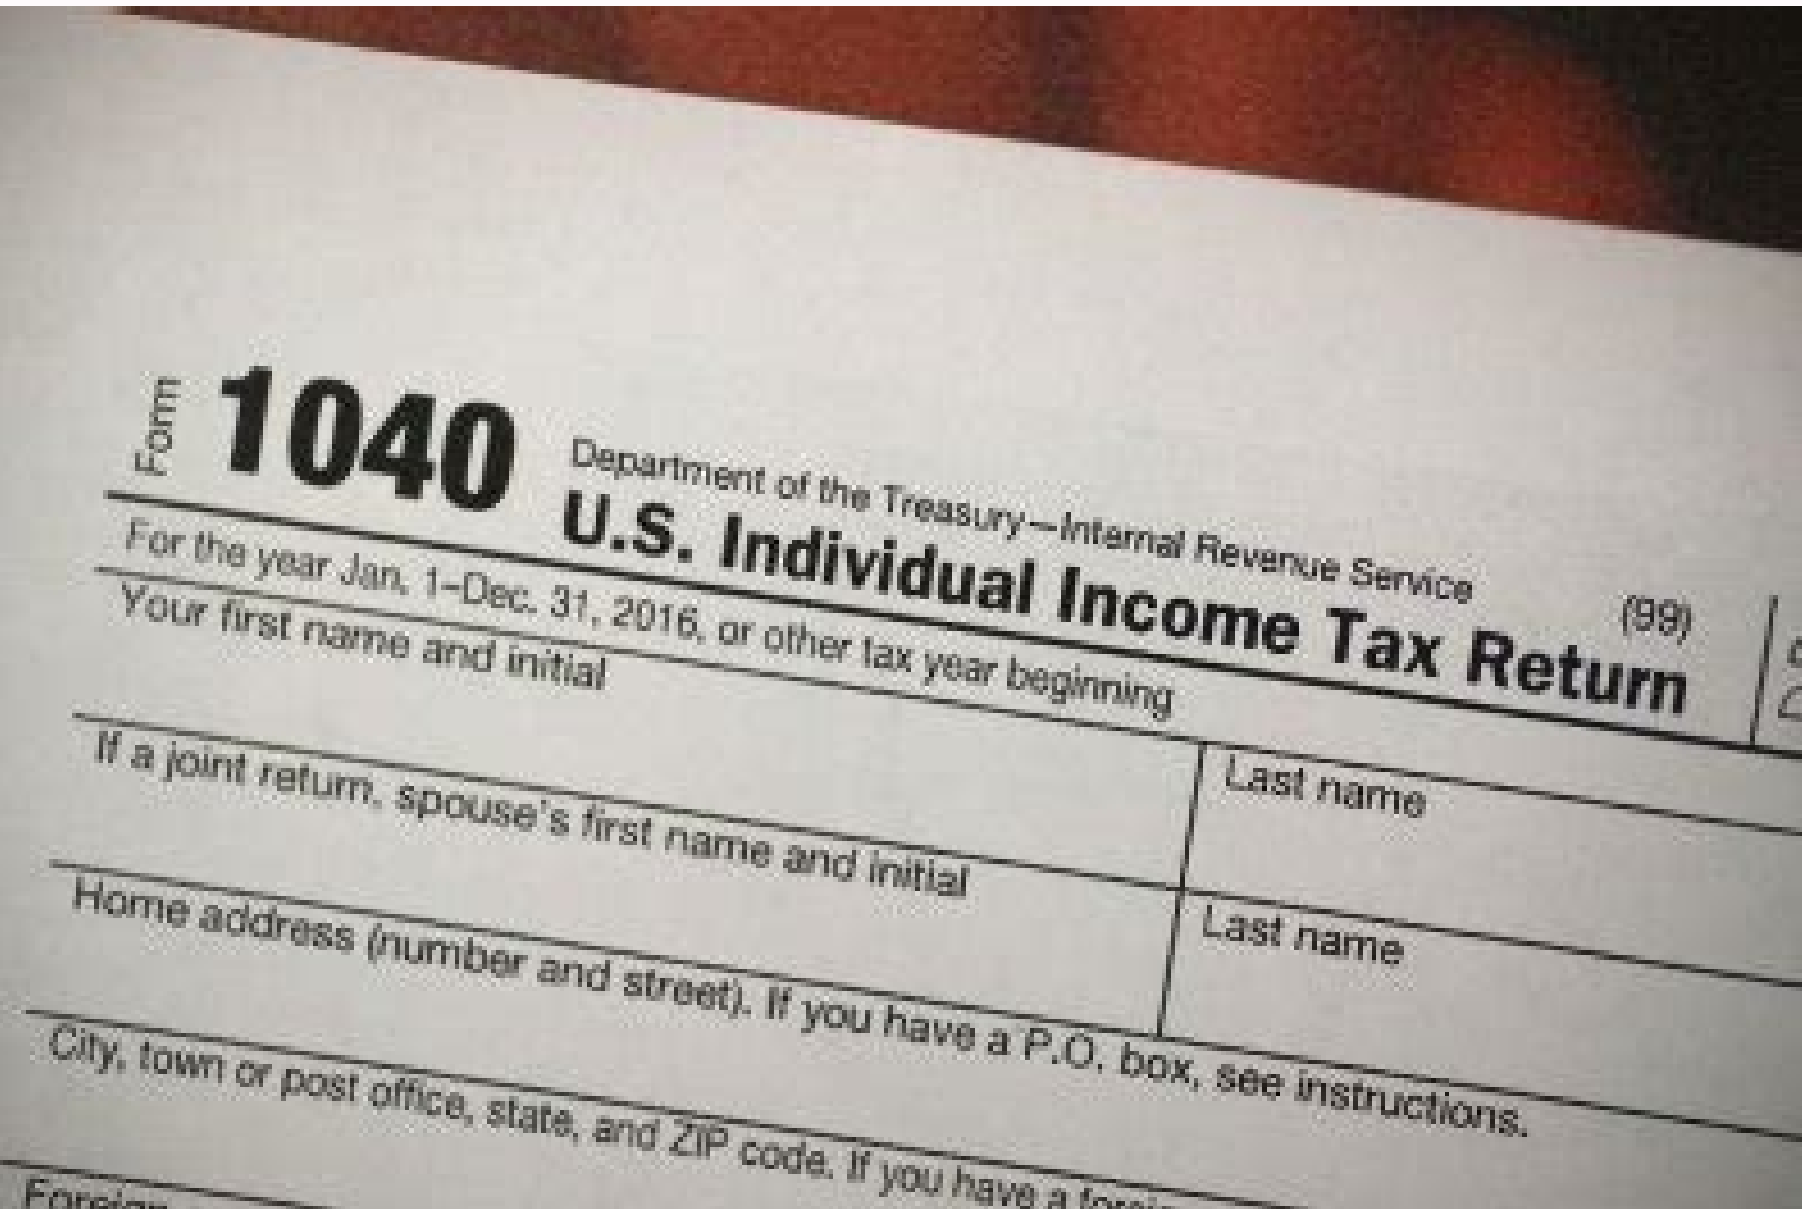 Form 1040
Department of the Treasury—Internal Revenue Service
U.S. Individual Income Tax Return
(99)
For the year Jan. 1–Dec. 31, 2016, or other tax year beginning
Your first name and initial
Last name
If a joint return, spouse's first name and initial
Last name
Home address (number and street). If you have a P.O. box, see instructions.
City, town or post office, state, and ZIP code. If you have a
Foreign